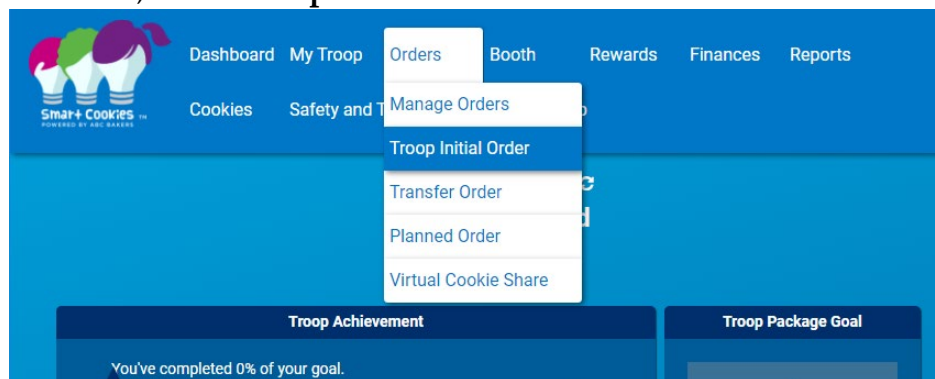 Dashboard My Troop Orders Booth Rewards Finances Reports
Smart Cookies TM
POWERED BY ABC BAKERS
Cookies Safety and T
Manage Orders
Troop Initial Order
Transfer Order
Planned Order
Virtual Cookie Share
Troop Achievement
Troop Package Goal
You've completed 0% of your goal.